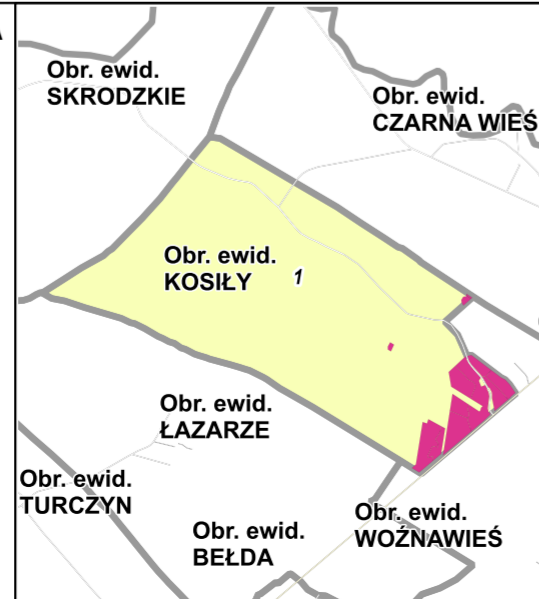 A
Obr. ewid.
SKRODZKIE
Obr. ewid.
CZARNA WIEŚ
Obr. ewid.
KOSIŁY
1
Obr. ewid.
ŁAZARZE
Obr. ewid.
TURCZYN
Obr. ewid.
BEŁDA
Obr. ewid.
WOŹNAWIEŚ